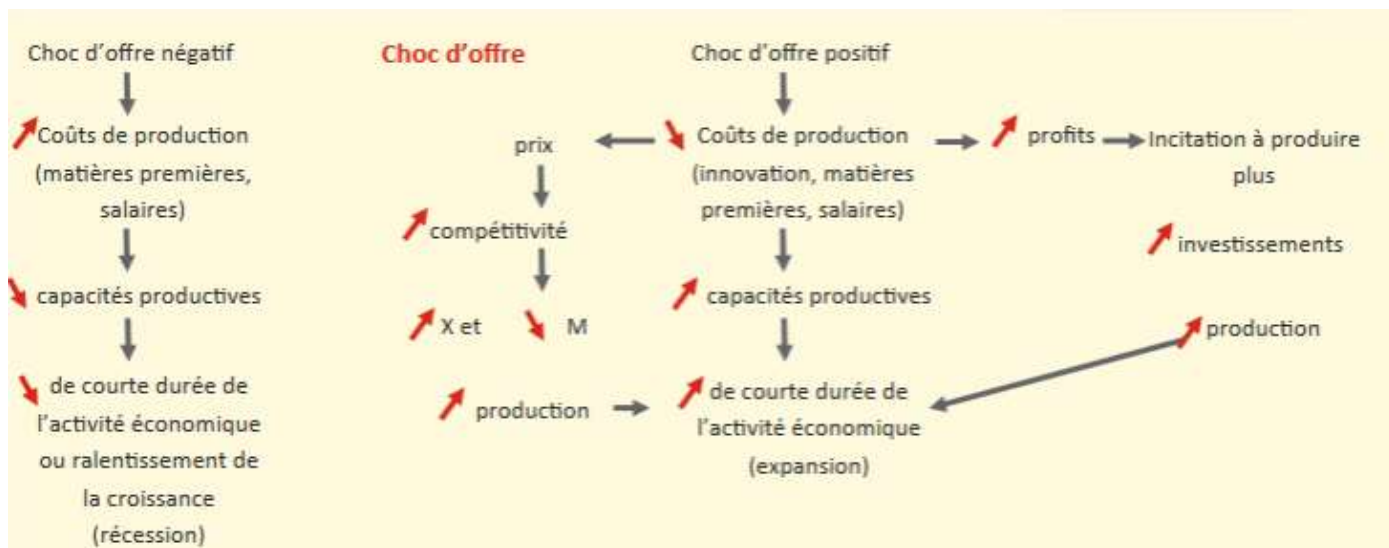 Choc d'offre négatif
Coûts de production
(matières premières,
salaires)
capacités productives
de courte durée de
l'activité économique
ou ralentissement de
la croissance
(récession)
Choc d'offre
prix
compétitivité
X et M
production
Choc d'offre positif
Coûts de production
(innovation, matières
premières, salaires)
capacités productives
de courte durée de
l'activité économique
(expansion)
profits
Incitation à produire
plus
investissements
production